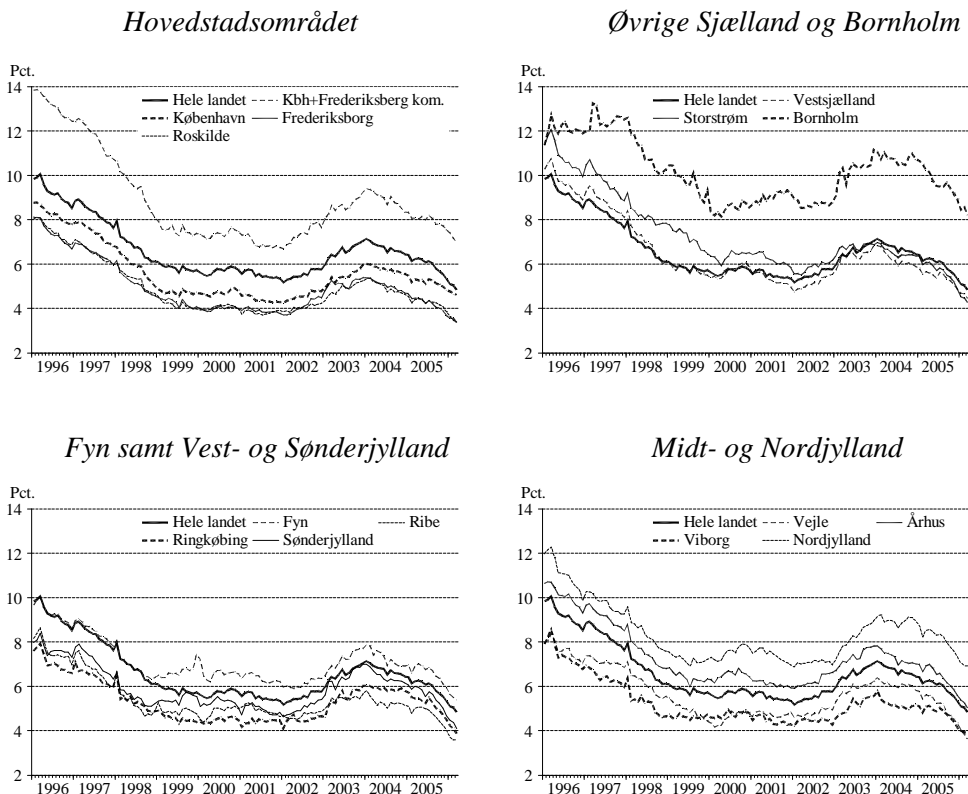 Hovedstadsområdet
Pct.
14
12
10
8
6
4
2
Hele landet
Kbh+Frederiksberg kom.
København
Frederiksborg
Roskilde
1996 1997 1998 1999 2000 2001 2002 2003 2004 2005
Øvrige Sjælland og Bornholm
14
12
10
8
6
4
2
Hele landet
Vestsjælland
Storstrøm
Bornholm
1996 1997 1998 1999 2000 2001 2002 2003 2004 2005
Fyn samt Vest- og Sønderjylland
Pct.
14
12
10
8
6
4
2
Hele landet
Fyn
Ribe
Ringkøbing
Sønderjylland
1996 1997 1998 1999 2000 2001 2002 2003 2004 2005
Midt- og Nordjylland
Pct.
14
12
10
8
6
4
2
Hele landet
Vejle
Århus
Viborg
Nordjylland
1996 1997 1998 1999 2000 2001 2002 2003 2004 2005